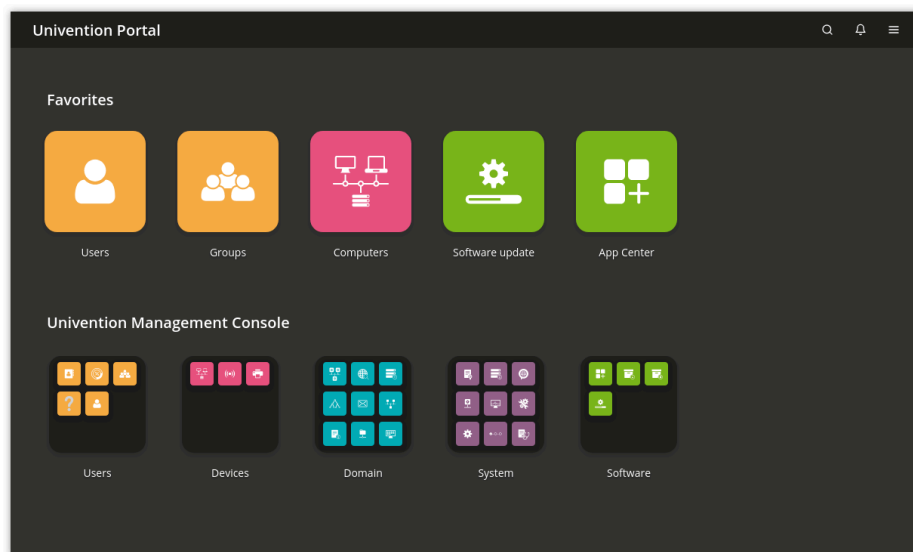 Univention Portal
Favorites
Users
Groups
Computers
Software update
App Center
Univention Management Console
Users
Devices
Domain
System
Software